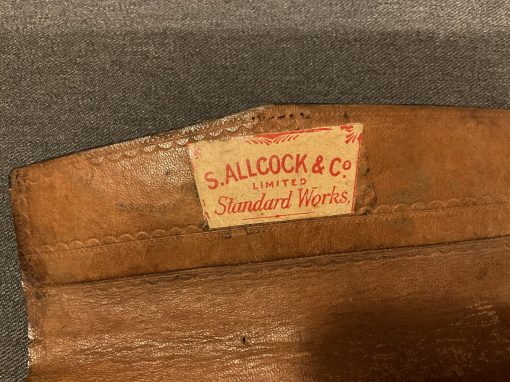 S. ALLCOCK & Co
LIMITED
Standard Works,